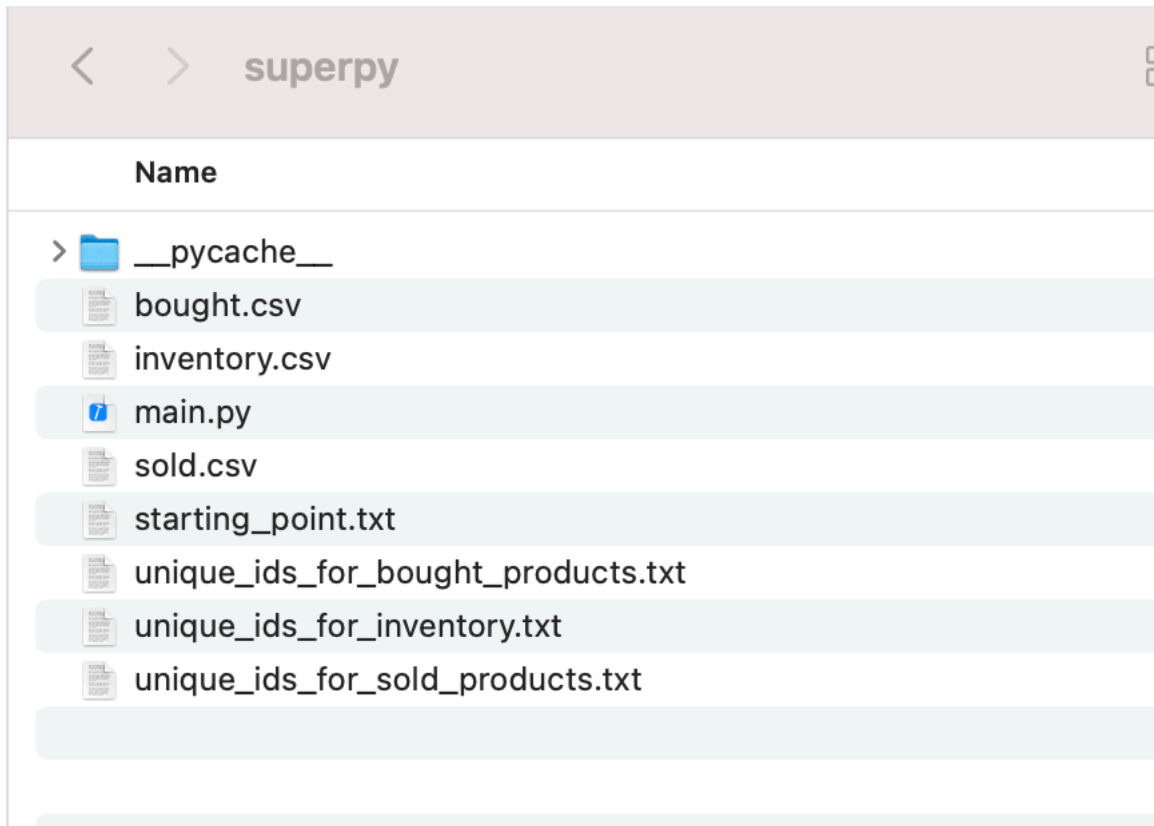 superpy
Name
__pycache__
bought.csv
inventory.csv
main.py
sold.csv
starting_point.txt
unique_ids_for_bought_products.txt
unique_ids_for_inventory.txt
unique_ids_for_sold_products.txt